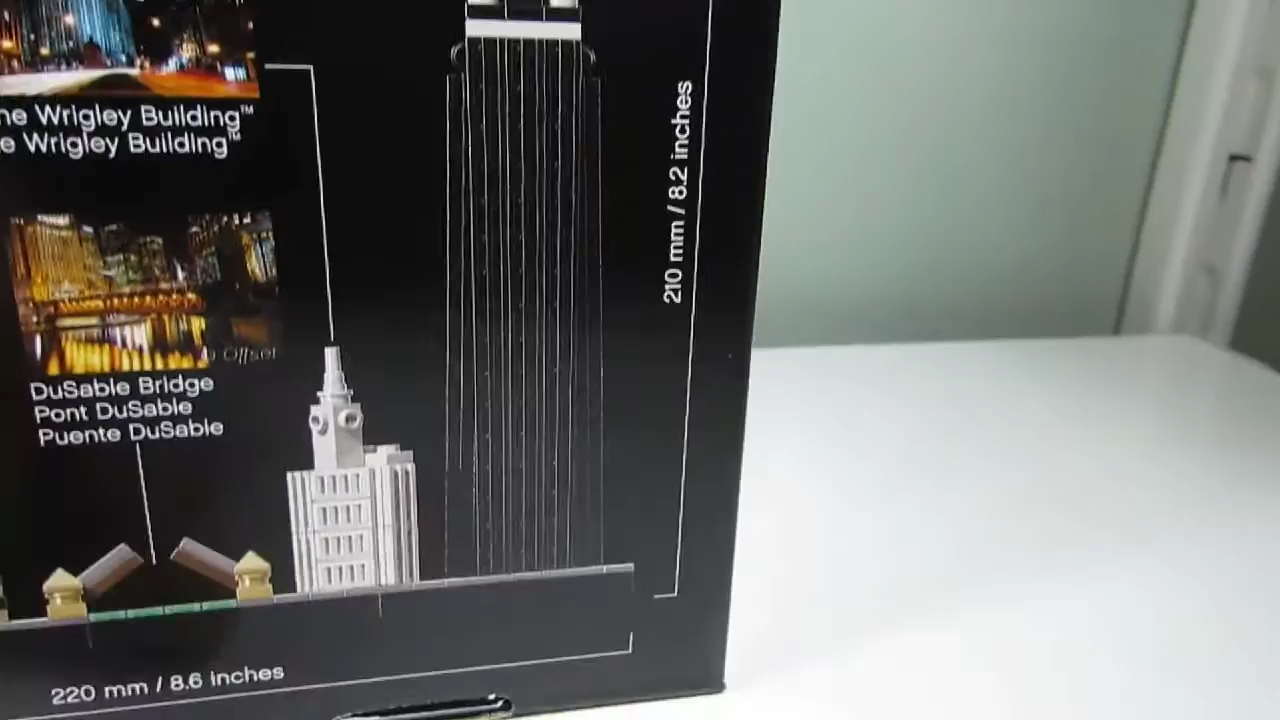 he Wrigley Building™
e Wrigley Building™
Offset
DuSable Bridge
Pont DuSable
Puente DuSable
210 mm / 8.2 inches
220 mm / 8.6 inches